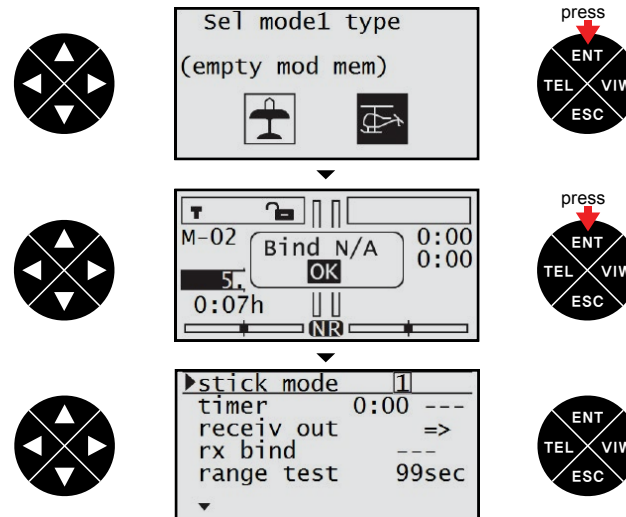 Sel mode1 type
(empty mod mem)
press
ENT
TEL VIW
ESC
M-02
Bind N/A
OK
0:00
0:00
5.
0:07h
NR
press
ENT
TEL VIW
ESC
stick mode 1
timer 0:00 ---
receiv out =>
rx bind ---
range test 99sec
ENT
TEL VIW
ESC